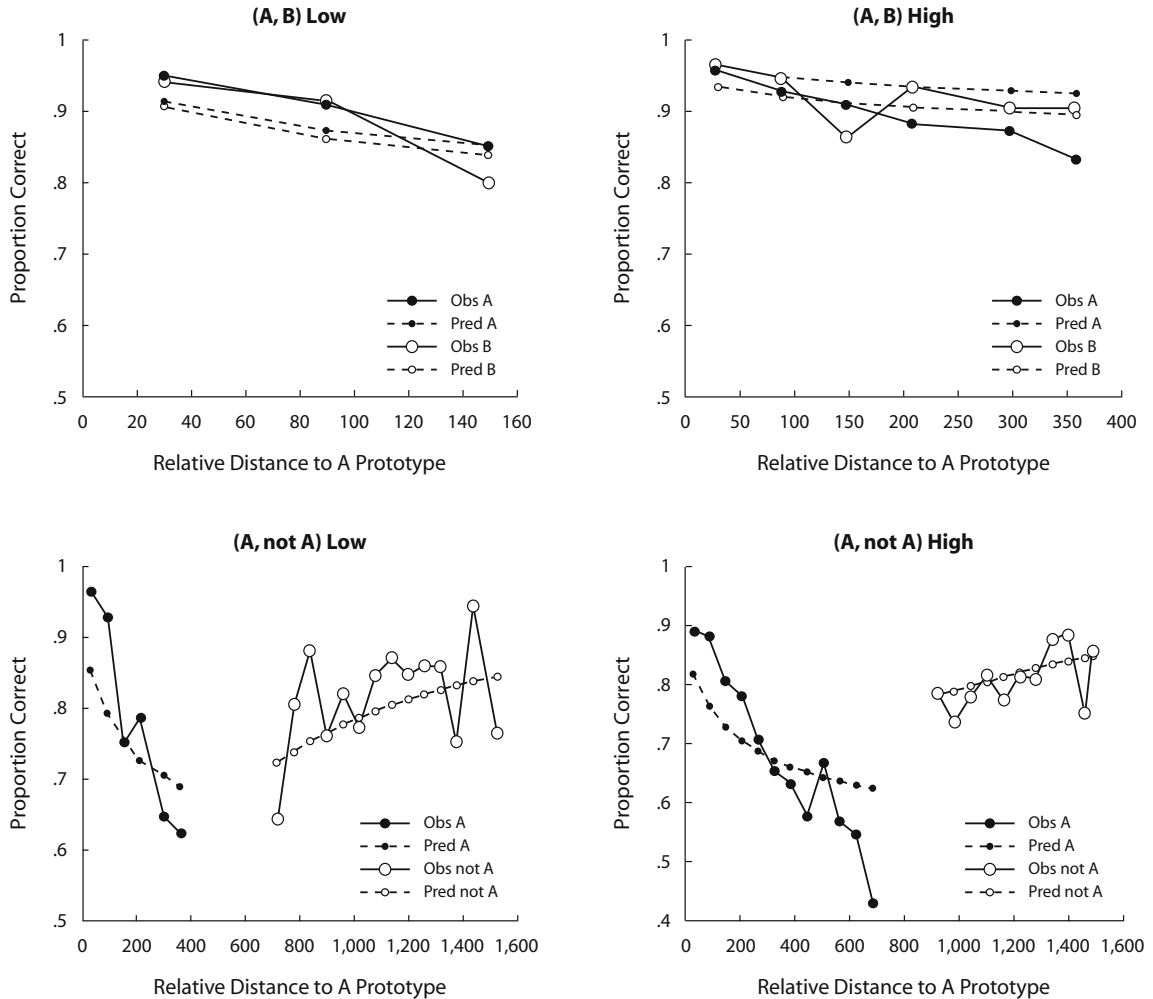 (A, B) Low
1
.9
.8
.7
.6
.5
Proportion Correct
Obs A
Pred A
Obs B
Pred B
0 20 40 60 80 100 120 140 160
Relative Distance to A Prototype
(A, B) High
1
.9
.8
.7
.6
.5
Proportion Correct
Obs A
Pred A
Obs B
Pred B
0 50 100 150 200 250 300 350 400
Relative Distance to A Prototype
(A, not A) Low
1
.9
.8
.7
.6
.5
Proportion Correct
Obs A
Pred A
Obs not A
Pred not A
0 200 400 600 800 1,000 1,200 1,400 1,600
Relative Distance to A Prototype
(A, not A) High
1
.9
.8
.7
.6
.5
.4
Proportion Correct
Obs A
Pred A
Obs not A
Pred not A
0 200 400 600 800 1,000 1,200 1,400 1,600
Relative Distance to A Prototype